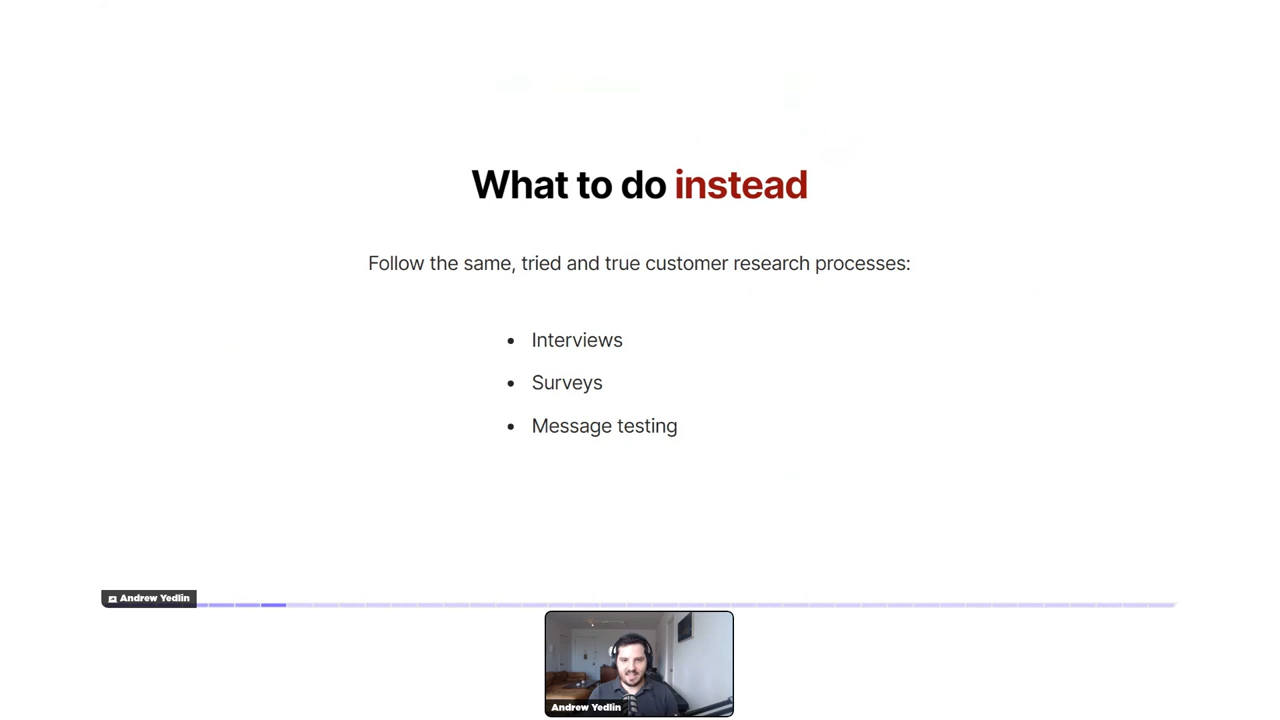 What to do instead
Follow the same, tried and true customer research processes:
• Interviews
• Surveys
• Message testing
Andrew Yedlin
Andrew Yedlin